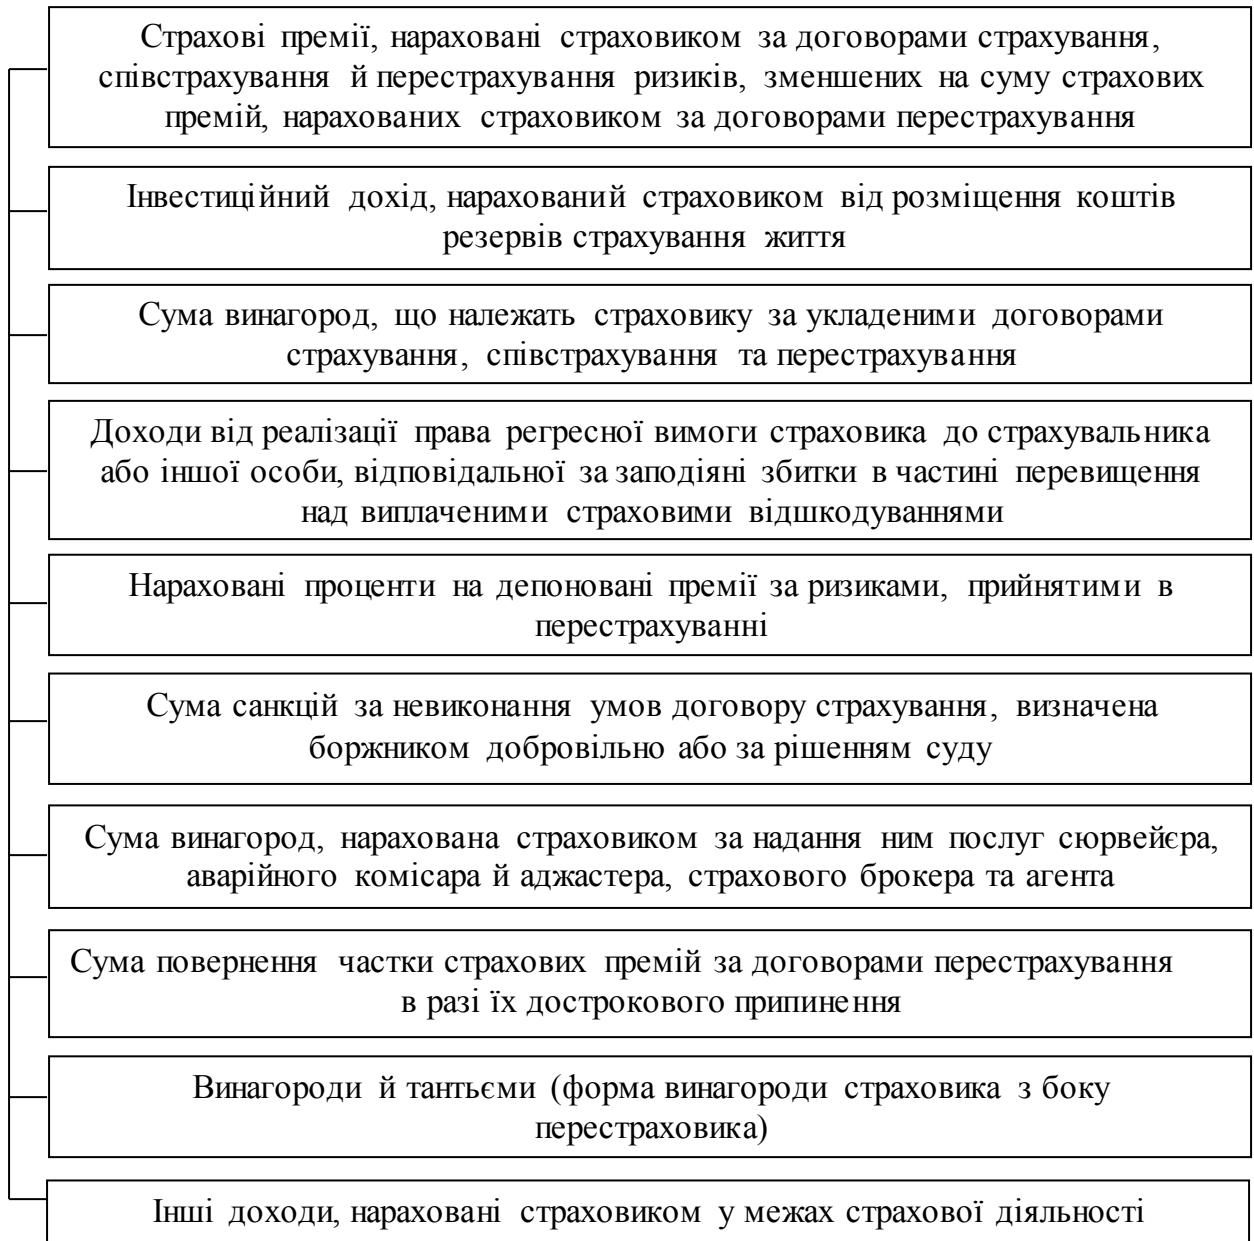 Страхові премії, нараховані страховиком за договорами страхування,
співстрахування й перестрахування ризиків, зменшених на суму страхових
премій, нарахованих страховиком за договорами перестрахування
Інвестиційний дохід, нарахований страховиком від розміщення коштів
резервів страхування життя
Сума винагород, що належать страховику за укладеними договорами
страхування, співстрахування та перестрахування
Доходи від реалізації права регресної вимоги страховика до страхувальника
або іншої особи, відповідальної за заподіяні збитки в частині перевищення
над виплаченими страховими відшкодуваннями
Нараховані проценти на депоновані премії за ризиками, прийнятими в
перестрахуванні
Сума санкцій за невиконання умов договору страхування, визначена
боржником добровільно або за рішенням суду
Сума винагород, нарахована страховиком за надання ним послуг сюрвейєра,
аварійного комісара й аджастера, страхового брокера та агента
Сума повернення частки страхових премій за договорами перестрахування
в разі їх дострокового припинення
Винагороди й тантьєми (форма винагороди страховика з боку
перестраховика)
Інші доходи, нараховані страховиком у межах страхової діяльності